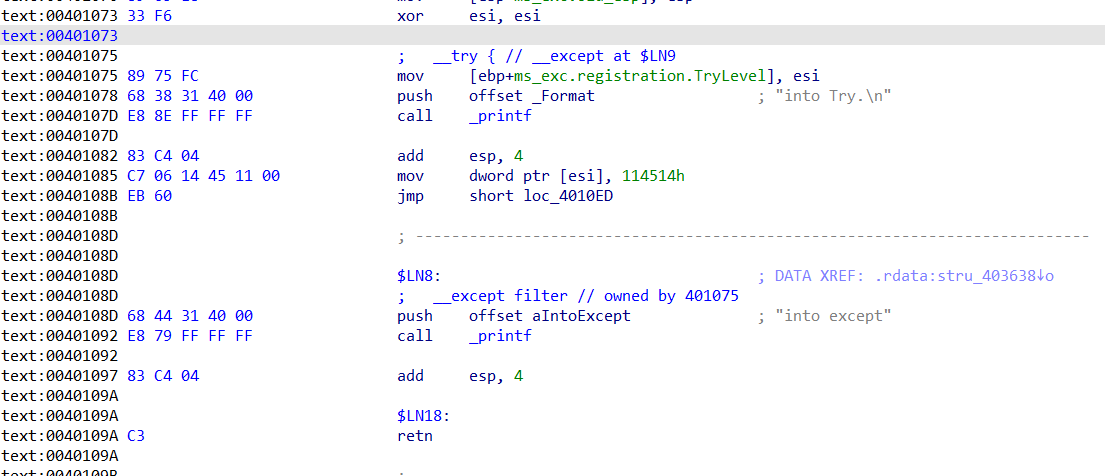 text:00401073 33 F6 xor esi, esi
text:00401073
text:00401075 ; __try { // __except at $LN9
text:00401075 89 75 FC mov [ebp+ms_exc.registration.TryLevel], esi
text:00401078 68 38 31 40 00 push offset _Format ; "into Try.\n"
text:0040107D E8 8E FF FF FF call _printf
text:0040107D
text:00401082 83 C4 04 add esp, 4
text:00401085 C7 06 14 45 11 00 mov dword ptr [esi], 114514h
text:0040108B EB 60 jmp short loc_4010ED
text:0040108B
text:0040108D ; ---------------------------------------------------------------------------
text:0040108D
text:0040108D $LN8: ; DATA XREF: .rdata:stru_403638↓o
text:0040108D ; __except filter // owned by 401075
text:0040108D 68 44 31 40 00 push offset aIntoExcept ; "into except"
text:00401092 E8 79 FF FF FF call _printf
text:00401092
text:00401097 83 C4 04 add esp, 4
text:0040109A
text:0040109A $LN18:
text:0040109A C3 retn
text:0040109A